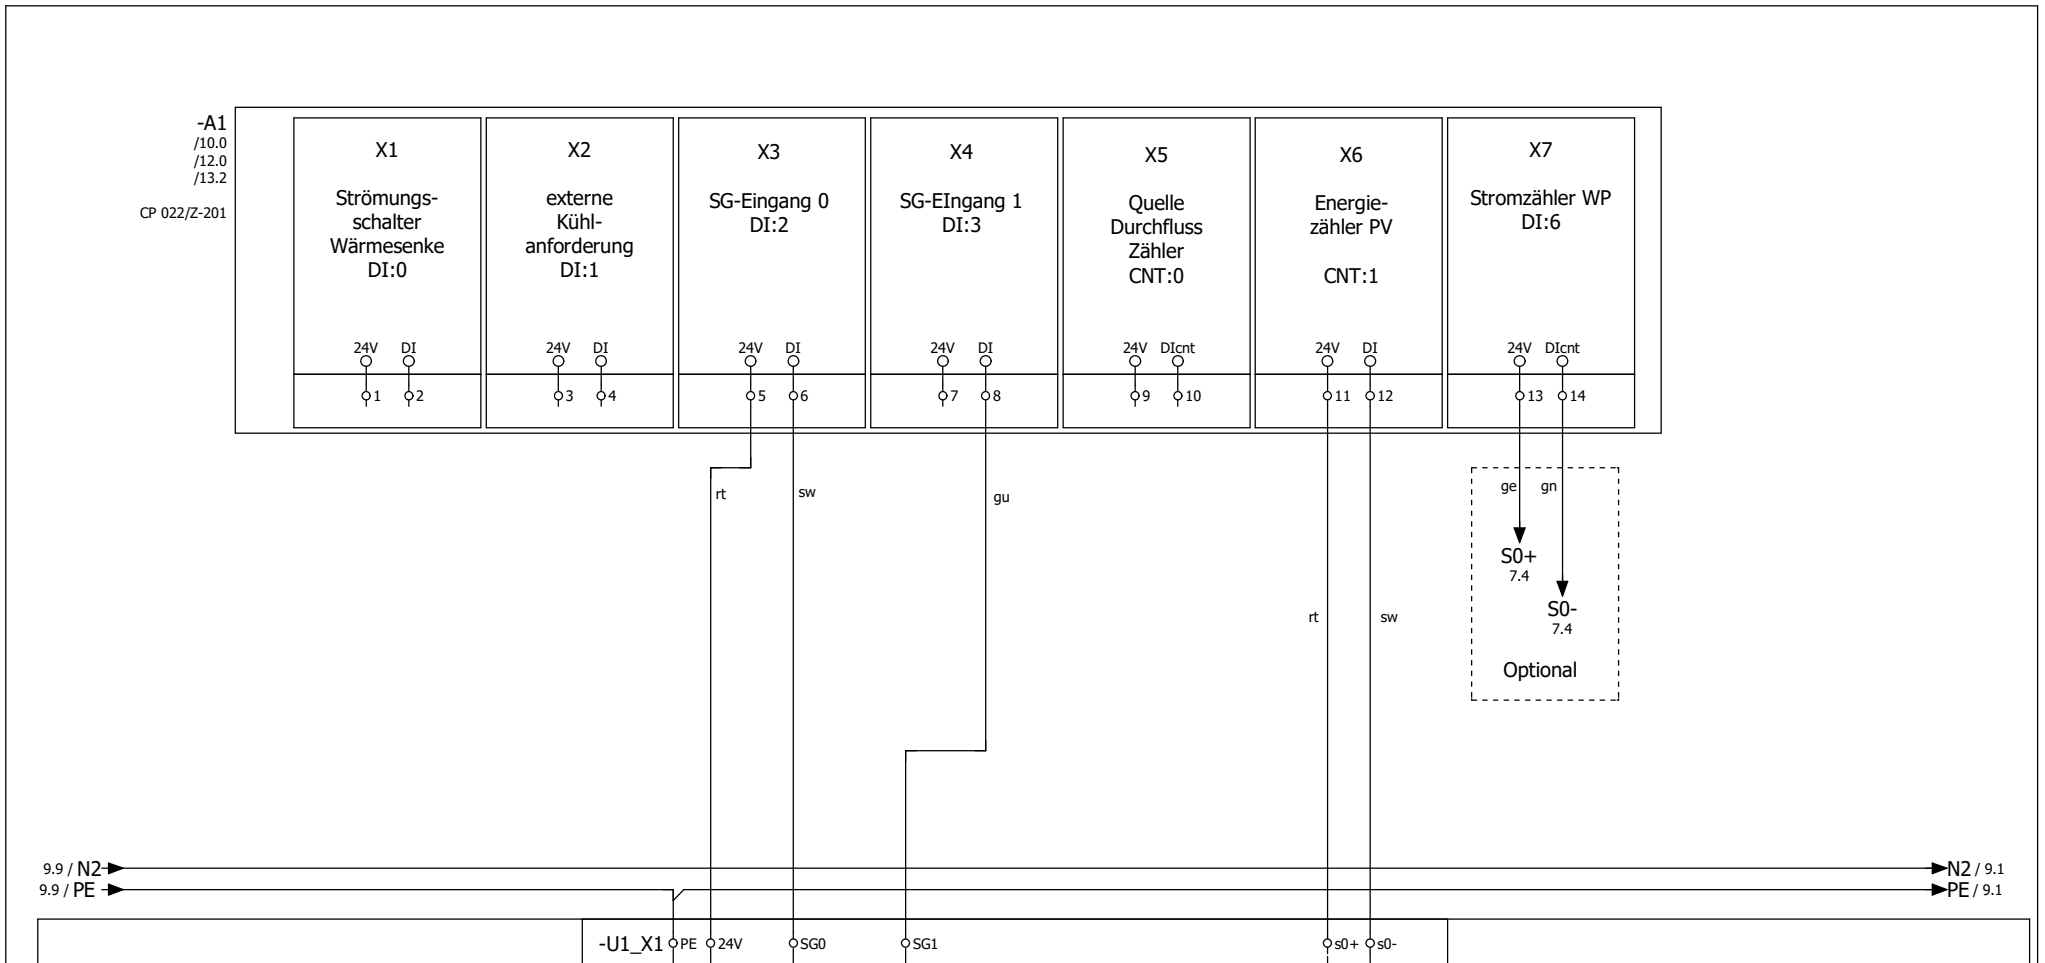 -A1
/10.0
/12.0
/13.2
CP 022/Z-201
X1
Strömungs-
schalter
Wärmesenke
DI:0
24V DI
1 2
X2
externe
Kühl-
anforderung
DI:1
24V DI
3 4
X3
SG-Eingang 0
DI:2
24V DI
5 6
X4
SG-EIngang 1
DI:3
24V DI
7 8
X5
Quelle
Durchfluss
Zähler
CNT:0
24V DIcnt
9 10
X6
Energie-
zähler PV
CNT:1
24V DI
11 12
X7
Stromzähler WP
DI:6
24V DIcnt
13 14
rt sw gu
ge gn
S0+
7.4
S0-
7.4
Optional
rt sw
9.9 / N2
N2 / 9.1
9.9 / PE
PE / 9.1
-U1_X1 PE 24V SG0 SG1 s0+ s0-